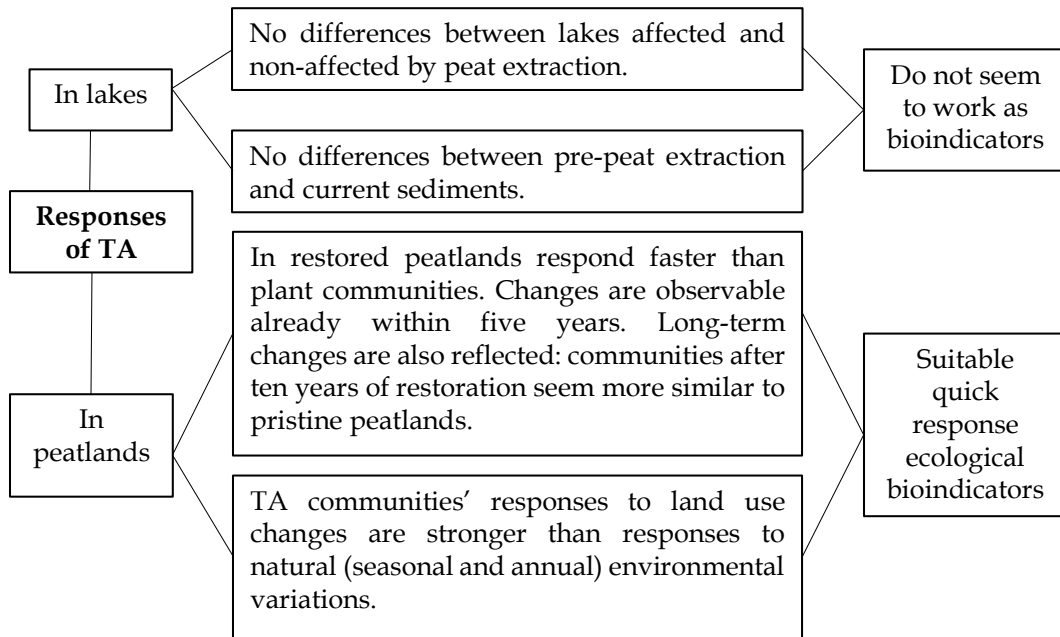 In lakes
No differences between lakes affected and
non-affected by peat extraction.
No differences between pre-peat extraction
and current sediments.
Do not seem
to work as
bioindicators
Responses
of TA
In
peatlands
In restored peatlands respond faster than
plant communities. Changes are observable
already within five years. Long-term
changes are also reflected: communities after
ten years of restoration seem more similar to
pristine peatlands.
TA communities’ responses to land use
changes are stronger than responses to
natural (seasonal and annual) environmental
variations.
Suitable
quick
response
ecological
bioindicators